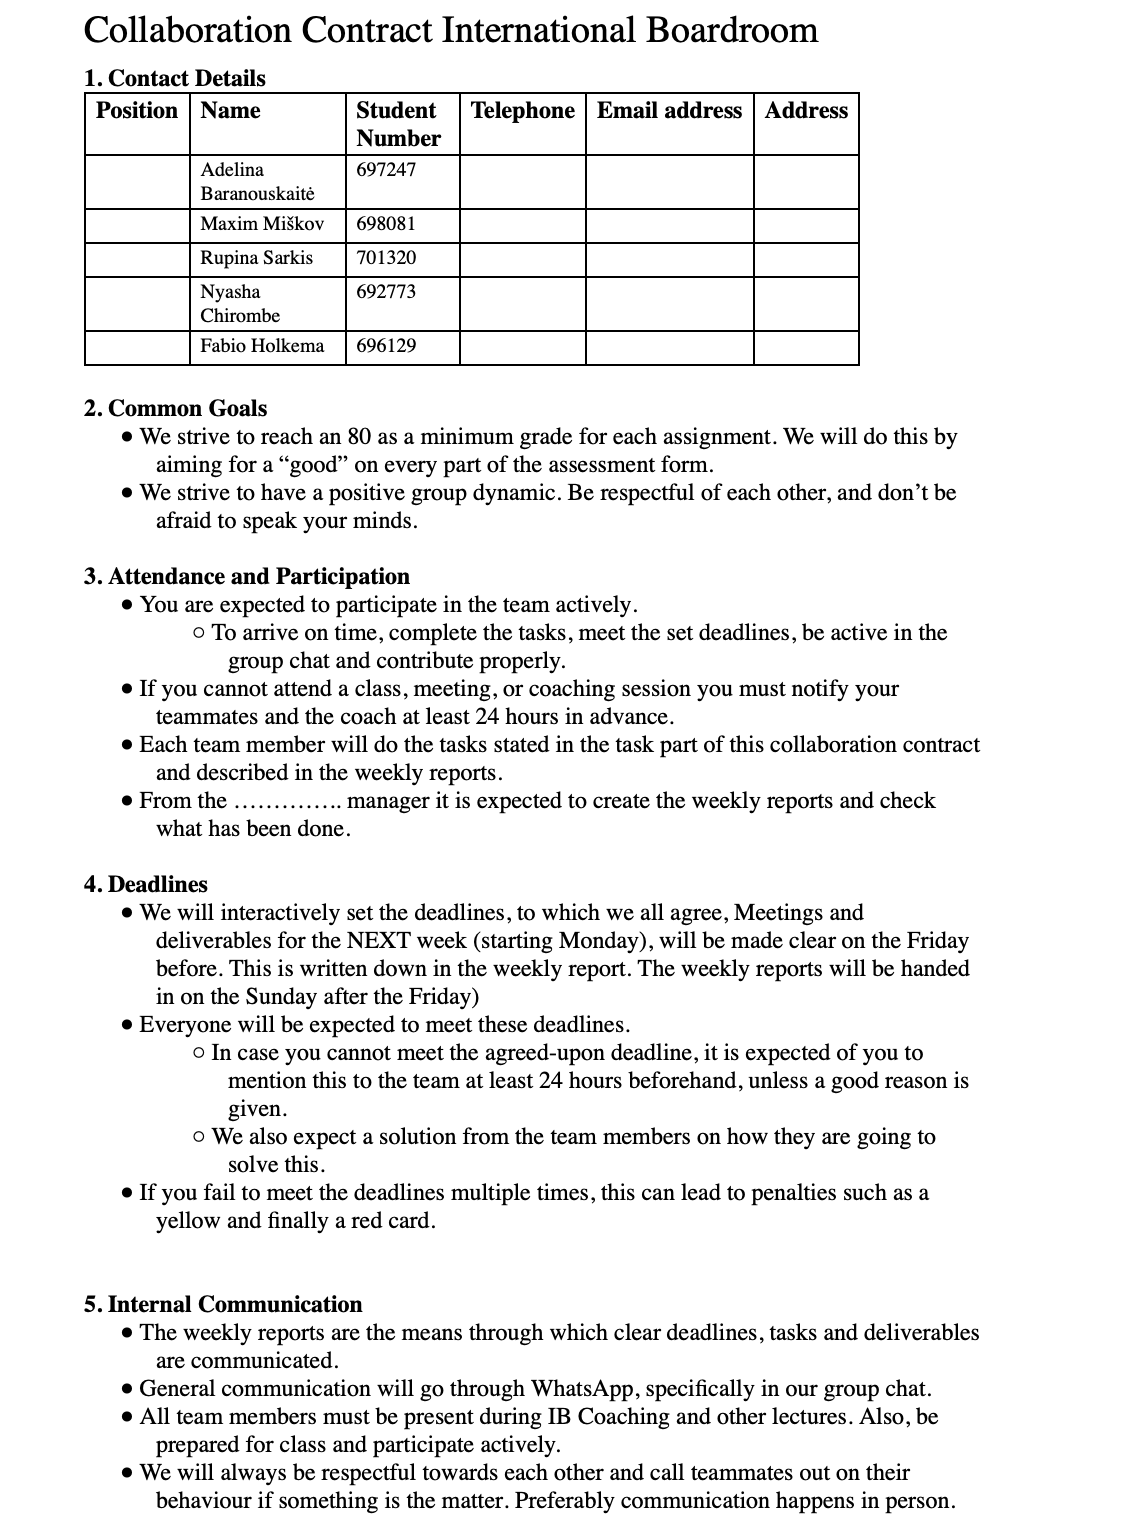 Collaboration Contract International Boardroom
1. Contact Details
Position Name Student Number Telephone Email address Address
Adelina Baranouskaitė 697247
Maxim Miškov 698081
Rupina Sarkis 701320
Nyasha Chirombe 692773
Fabio Holkema 696129
2. Common Goals
● We strive to reach an 80 as a minimum grade for each assignment. We will do this by
aiming for a “good” on every part of the assessment form.
● We strive to have a positive group dynamic. Be respectful of each other, and don’t be
afraid to speak your minds.
3. Attendance and Participation
● You are expected to participate in the team actively.
○ To arrive on time, complete the tasks, meet the set deadlines, be active in the
group chat and contribute properly.
● If you cannot attend a class, meeting, or coaching session you must notify your
teammates and the coach at least 24 hours in advance.
● Each team member will do the tasks stated in the task part of this collaboration contract
and described in the weekly reports.
● From the ………….. manager it is expected to create the weekly reports and check
what has been done.
4. Deadlines
● We will interactively set the deadlines, to which we all agree, Meetings and
deliverables for the NEXT week (starting Monday), will be made clear on the Friday
before. This is written down in the weekly report. The weekly reports will be handed
in on the Sunday after the Friday)
● Everyone will be expected to meet these deadlines.
○ In case you cannot meet the agreed-upon deadline, it is expected of you to
mention this to the team at least 24 hours beforehand, unless a good reason is
given.
○ We also expect a solution from the team members on how they are going to
solve this.
● If you fail to meet the deadlines multiple times, this can lead to penalties such as a
yellow and finally a red card.
5. Internal Communication
● The weekly reports are the means through which clear deadlines, tasks and deliverables
are communicated.
● General communication will go through WhatsApp, specifically in our group chat.
● All team members must be present during IB Coaching and other lectures. Also, be
prepared for class and participate actively.
● We will always be respectful towards each other and call teammates out on their
behaviour if something is the matter. Preferably communication happens in person.